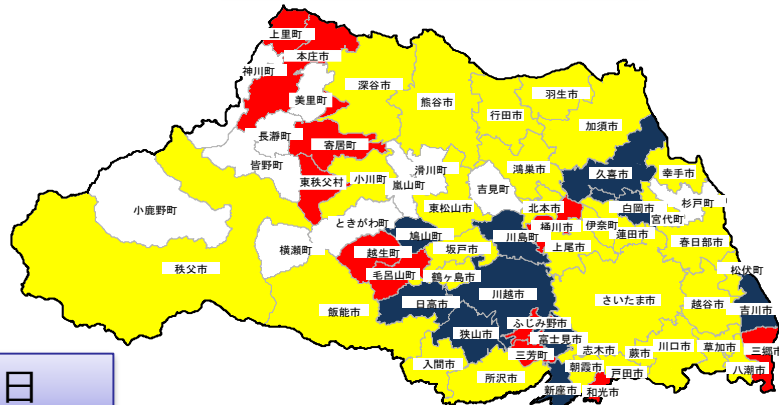 上里町
本庄市
神川町
美里町
深谷市
熊谷市
羽生市
行田市
加須市
長瀞町
寄居町
皆野町
久喜市
幸手市
小川町
滑川町
嵐山町
吉見町
鴻巣市
東秩父村
小鹿野町
ときがわ町
東松山市
北本市
白岡市
杉戸町
宮代町
桶川市
伊奈町
蓮田市
横瀬町
鳩山町
川島町
上尾市
春日部市
越生町
坂戸市
秩父市
毛呂山町
鶴ヶ島市
松伏町
日高市
川越市
さいたま市
越谷市
吉川市
飯能市
狭山市
ふじみ野市
富士見市
三芳町
志木市
川口市
草加市
三郷市
入間市
所沢市
朝霞市
蕨市
戸田市
八潮市
新座市
和光市
日